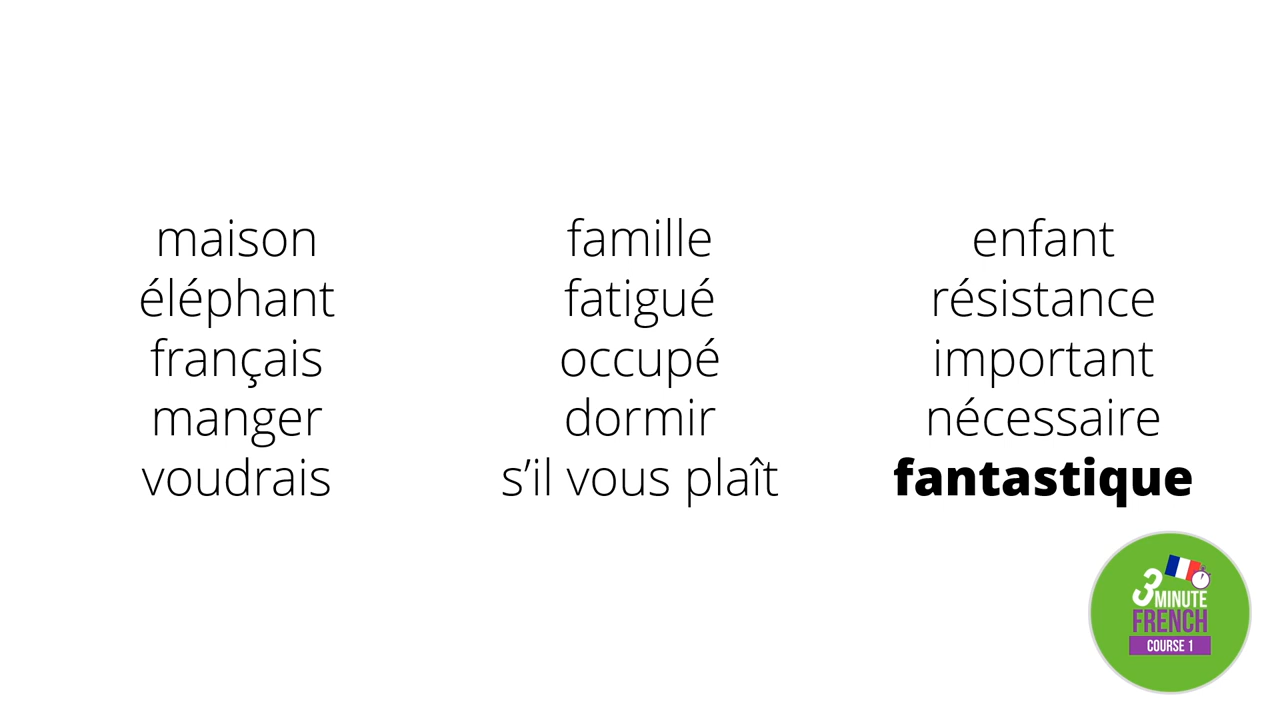 maison
éléphant
français
manger
voudrais
famille
fatigué
occupé
dormir
s’il vous plaît
enfant
résistance
important
nécessaire
fantastique
3 MINUTE
FRENCH
COURSE 1